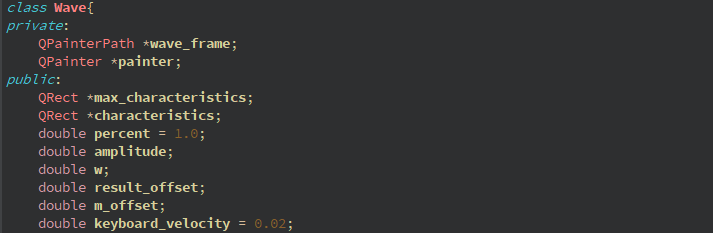 class Wave{
private:
    QPainterPath *wave_frame;
    QPainter *painter;
public:
    QRect *max_characteristics;
    QRect *characteristics;
    double percent = 1.0;
    double amplitude;
    double w;
    double result_offset;
    double m_offset;
    double keyboard_velocity = 0.02;